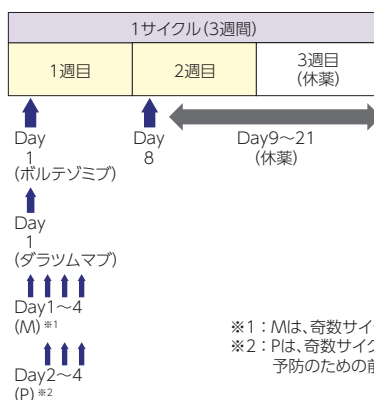 1サイクル(3週間)
1週目
2週目
3週目
(休薬)
Day
1
(ボルテゾミブ)
Day
8
Day9~21
(休薬)
Day
1
(ダラツムマブ)
Day1~4
(M)※1
Day2~4
(P)※2
※1:Mは、奇数サイ
※2:Pは、奇数サイク
予防のための前